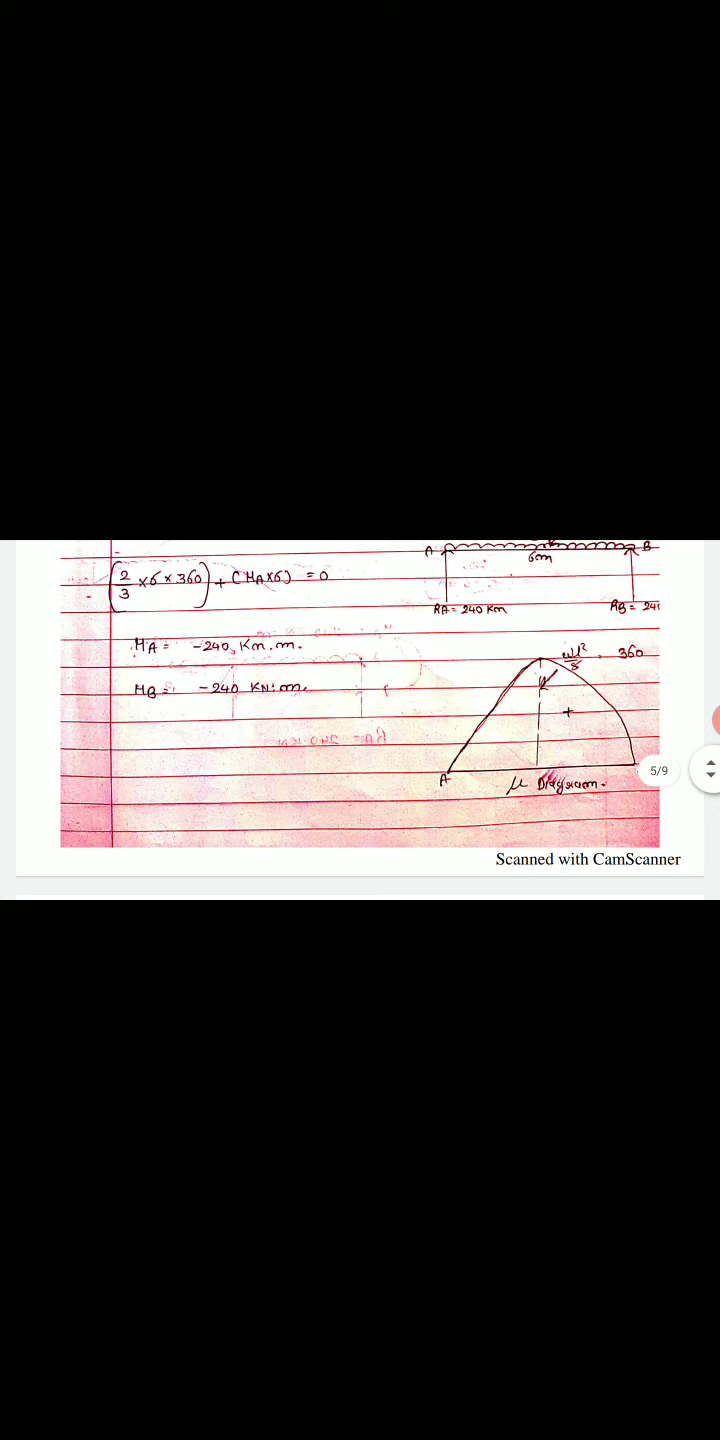 A B
6m
(2/3 × 6 × 360) + (MA×6) = 0
RA = 240 KM RB = 24
MA = -240 KM.m.
MB = -240 KN.m.
wl²/8 360
+
A
μ Diagram.
5/9
Scanned with CamScanner